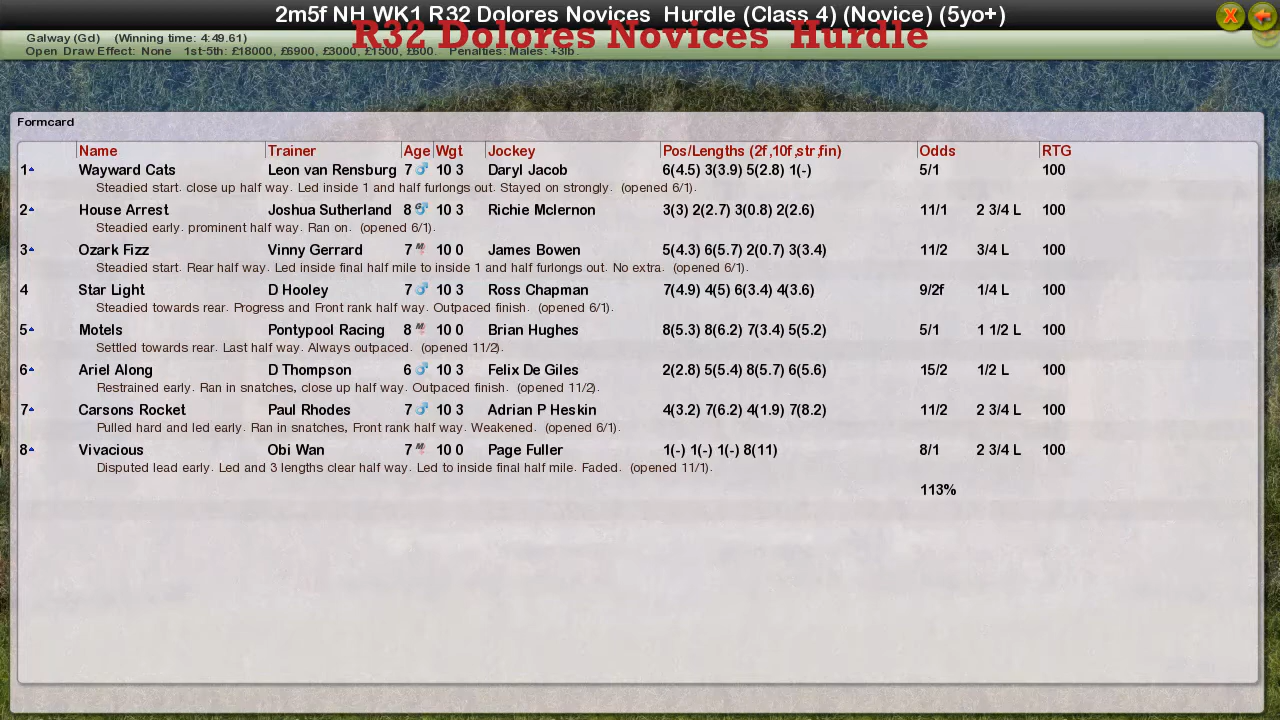 2m5f NH WK1 R32 Dolores Novices  Hurdle (Class 4) (Novice) (5yo+)
R32 Dolores Novices  Hurdle
Galway (Gd)    (Winning time: 4:49.61)
Open  Draw Effect:  None    1st-5th: £18000, £6900, £3000, £1500, £600.    Penalties: Males: +3lb.
Formcard
Name Trainer Age Wgt Jockey Pos/Lengths (2f,10f,str,fin) Odds RTG
1 Wayward Cats Leon van Rensburg 7 10 3 Daryl Jacob 6(4.5) 3(3.9) 5(2.8) 1(-) 5/1 100
Steadied start. close up half way. Led inside 1 and half furlongs out. Stayed on strongly.  (opened 6/1).
2 House Arrest Joshua Sutherland 8 10 3 Richie Mclernon 3(3) 2(2.7) 3(0.8) 2(2.6) 11/1 2 3/4 L 100
Steadied early. prominent half way. Ran on.  (opened 6/1).
3 Ozark Fizz Vinny Gerrard 7 10 0 James Bowen 5(4.3) 6(5.7) 2(0.7) 3(3.4) 11/2 3/4 L 100
Steadied start. Rear half way. Led inside final half mile to inside 1 and half furlongs out. No extra.  (opened 6/1).
4 Star Light D Hooley 7 10 3 Ross Chapman 7(4.9) 4(5) 6(3.4) 4(3.6) 9/2f 1/4 L 100
Steadied towards rear. Progress and Front rank half way. Outpaced finish.  (opened 6/1).
5 Motels Pontypool Racing 8 10 0 Brian Hughes 8(5.3) 8(6.2) 7(3.4) 5(5.2) 5/1 1 1/2 L 100
Settled towards rear. Last half way. Always outpaced.  (opened 11/2).
6 Ariel Along D Thompson 6 10 3 Felix De Giles 2(2.8) 5(5.4) 8(5.7) 6(5.6) 15/2 1/2 L 100
Restrained early. Ran in snatches, close up half way. Outpaced finish.  (opened 11/2).
7 Carsons Rocket Paul Rhodes 7 10 3 Adrian P Heskin 4(3.2) 7(6.2) 4(1.9) 7(8.2) 11/2 2 3/4 L 100
Pulled hard and led early. Ran in snatches, Front rank half way. Weakened.  (opened 6/1).
8 Vivacious Obi Wan 7 10 0 Page Fuller 1(-) 1(-) 1(-) 8(11) 8/1 2 3/4 L 100
Disputed lead early. Led and 3 lengths clear half way. Led to inside final half mile. Faded.  (opened 11/1).
113%